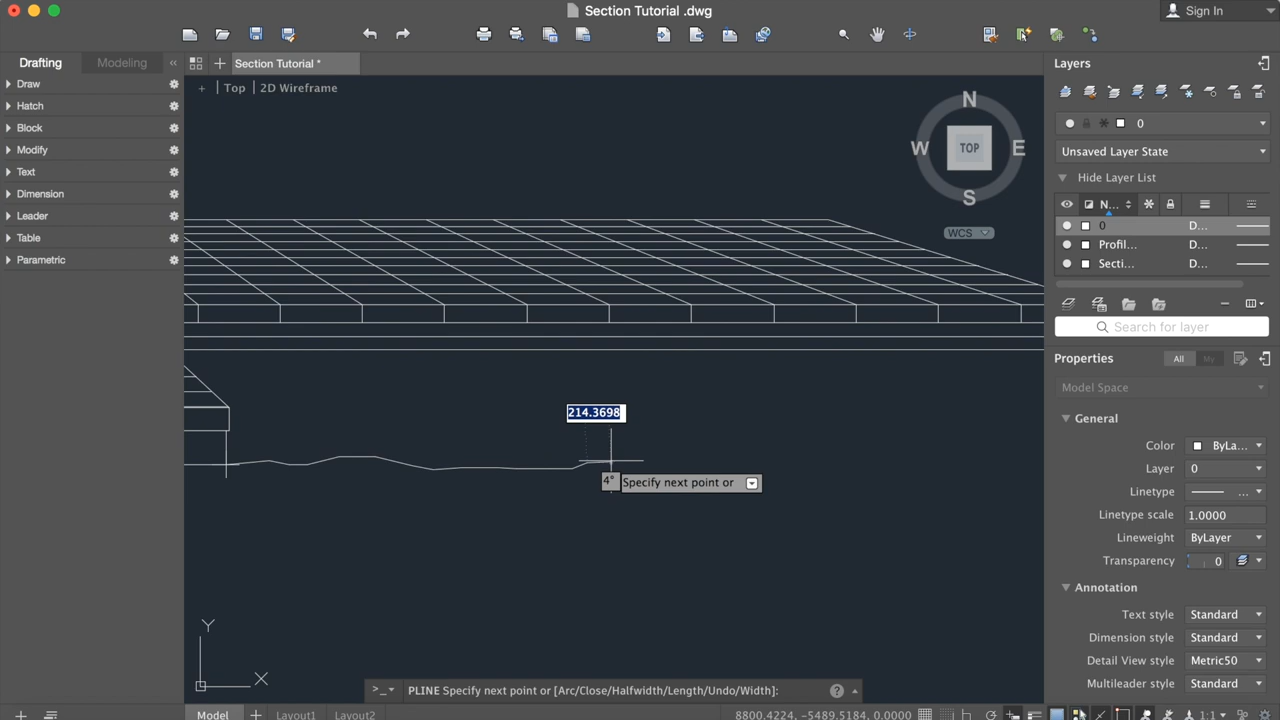 Section Tutorial .dwg
Sign In
Drafting
Modeling
Section Tutorial *
Draw
Hatch
Block
Modify
Text
Dimension
Leader
Table
Parametric
Top
2D Wireframe
N
W
TOP
E
S
WCS
214.3698
4°
Specify next point or
Y
X
>_
PLINE Specify next point or [Arc/Close/Halfwidth/Length/Undo/Width]:
?
Model
Layout1
Layout2
8800.4224, -5489.5184, 0.0000
1:1
Layers
0
Unsaved Layer State
Hide Layer List
N...
0 D...
Profil... D...
Secti... D...
Search for layer
Properties
All
My
Model Space
General
Color ByLa...
Layer 0
Linetype ...
Linetype scale 1.0000
Lineweight ByLayer
Transparency 0
Annotation
Text style Standard
Dimension style Standard
Detail View style Metric50
Multileader style Standard